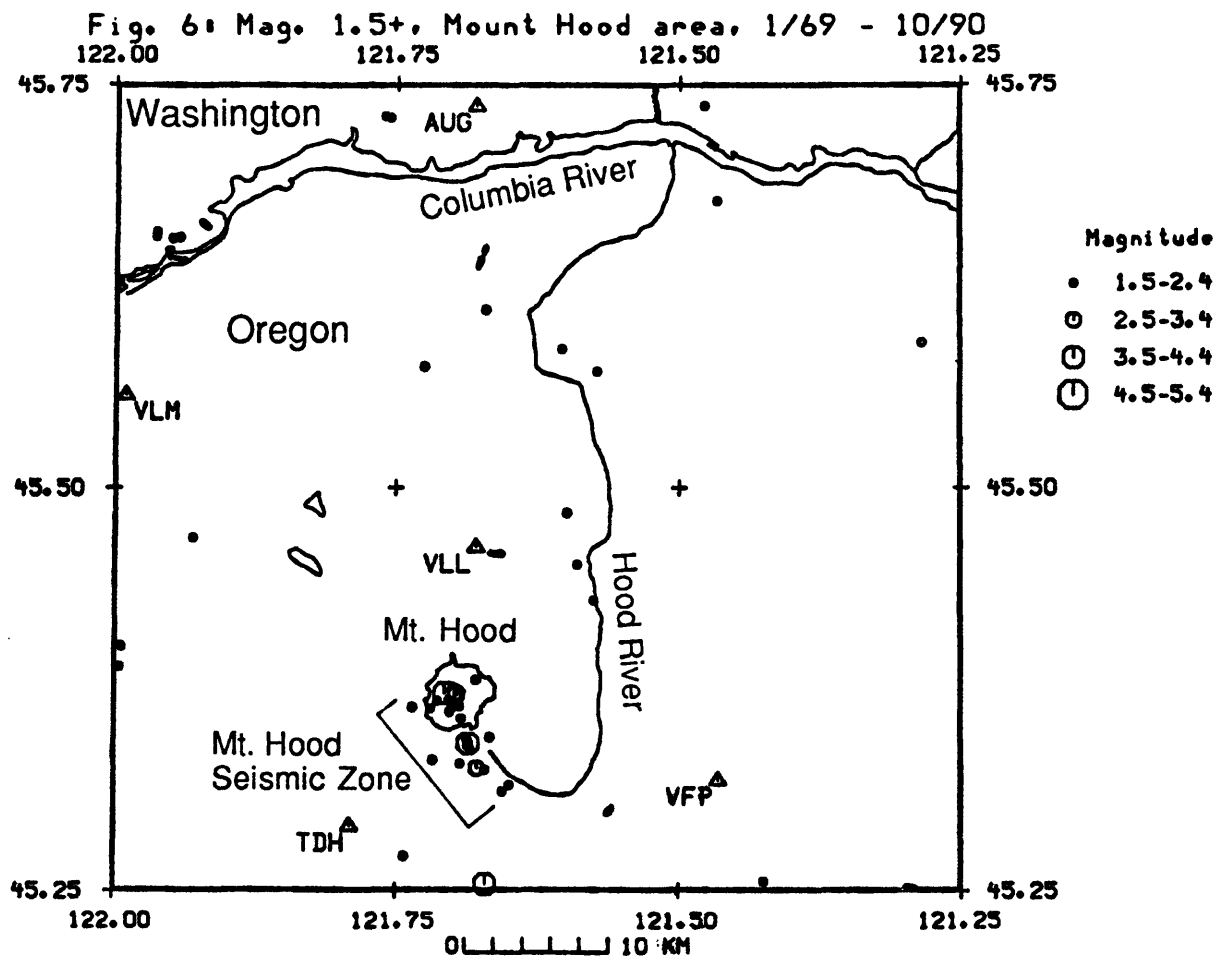 Fig. 6: Mag. 1.5+, Mount Hood area, 1/69 - 10/90
122.00 121.75 121.50 121.25
45.75 45.75
Washington
AUG
Columbia River
Magnitude
1.5-2.4
2.5-3.4
3.5-4.4
4.5-5.4
Oregon
VLM
45.50 45.50
VLL
Hood River
Mt. Hood
Mt. Hood
Seismic Zone
VFP
TDH
45.25 45.25
122.00 121.75 121.50 121.25
0 10 KM